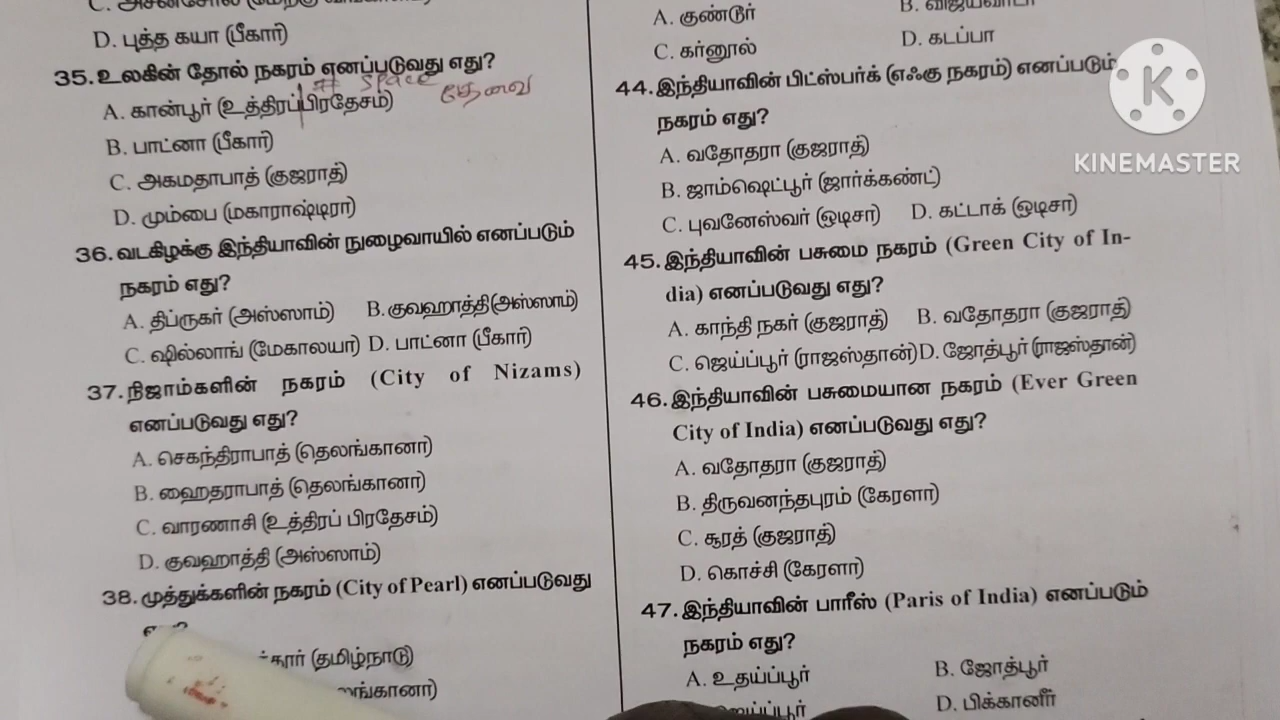 D. புத்த கயா (பீகார்)
35. உலகின் தோல் நகரம் எனப்படுவது எது?
# space தேவை
A. கான்பூர் (உத்திரப்பிரதேசம்)
B. பாட்னா (பீகார்)
C. அகமதாபாத் (குஜராத்)
D. மும்பை (மகாராஷ்டிரா)
36. வடகிழக்கு இந்தியாவின் நுழைவாயில் எனப்படும்
நகரம் எது?
A. திப்ருகர் (அஸ்ஸாம்) B. குவஹாத்தி(அஸ்ஸாம்)
C. ஷில்லாங் (மேகாலயர்) D. பாட்னா (பீகார்)
37. நிஜாம்களின் நகரம் (City of Nizams)
எனப்படுவது எது?
A. செகந்திராபாத் (தெலங்கானா)
B. ஹைதராபாத் (தெலங்கானா)
C. வாரணாசி (உத்திரப் பிரதேசம்)
D. குவஹாத்தி (அஸ்ஸாம்)
38. முத்துக்களின் நகரம் (City of Pearl) எனப்படுவது
(தமிழ்நாடு)
A. குண்டூர் B. விஜயவாடா
C. கர்னூல் D. கடப்பா
44. இந்தியாவின் பிட்ஸ்பர்க் (எஃகு நகரம்) எனப்படும்
நகரம் எது?
A. வதோதரா (குஜராத்)
B. ஜாம்ஷெட்பூர் (ஜார்க்கண்ட்)
C. புவனேஸ்வர் (ஒடிசா) D. கட்டாக் (ஒடிசா)
45. இந்தியாவின் பசுமை நகரம் (Green City of In-
dia) எனப்படுவது எது?
A. காந்தி நகர் (குஜராத்) B. வதோதரா (குஜராத்)
C. ஜெய்ப்பூர் (ராஜஸ்தான்) D. ஜோத்பூர் (ராஜஸ்தான்)
46. இந்தியாவின் பசுமையான நகரம் (Ever Green
City of India) எனப்படுவது எது?
A. வதோதரா (குஜராத்)
B. திருவனந்தபுரம் (கேரளா)
C. சூரத் (குஜராத்)
D. கொச்சி (கேரளா)
47. இந்தியாவின் பாரீஸ் (Paris of India) எனப்படும்
நகரம் எது?
A. உதய்ப்பூர் B. ஜோத்பூர்
D. பிக்கானீர்
K
KINEMASTER